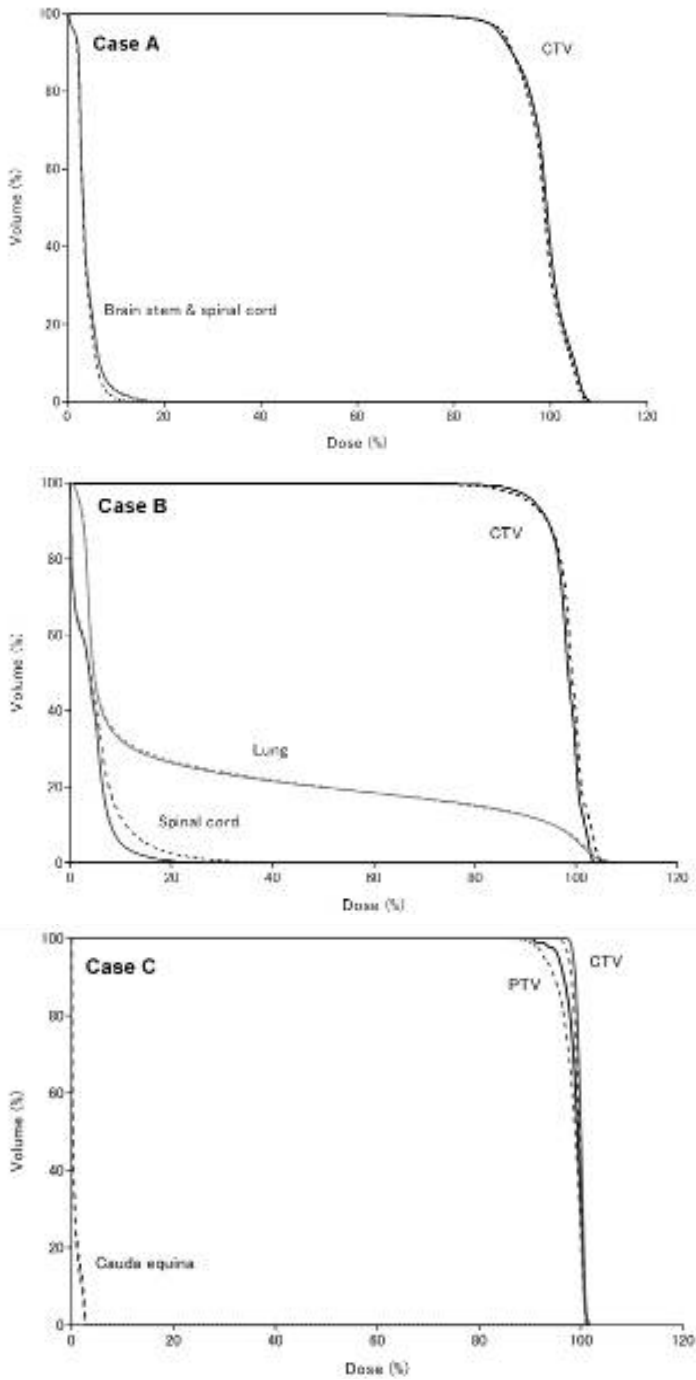 Case A
CTV
Brain stem & spinal cord
Volume (%)
100
80
60
40
20
0
0 20 40 60 80 100 120
Dose (%)
Case B
CTV
Lung
Spinal cord
Volume (%)
100
80
60
40
20
0
0 20 40 60 80 100 120
Dose (%)
Case C
CTV
PTV
Cauda equina
Volume (%)
100
80
60
40
20
0
0 20 40 60 80 100 120
Dose (%)